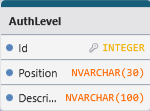 AuthLevel
Id INTEGER
Position NVARCHAR(30)
Descri... NVARCHAR(100)